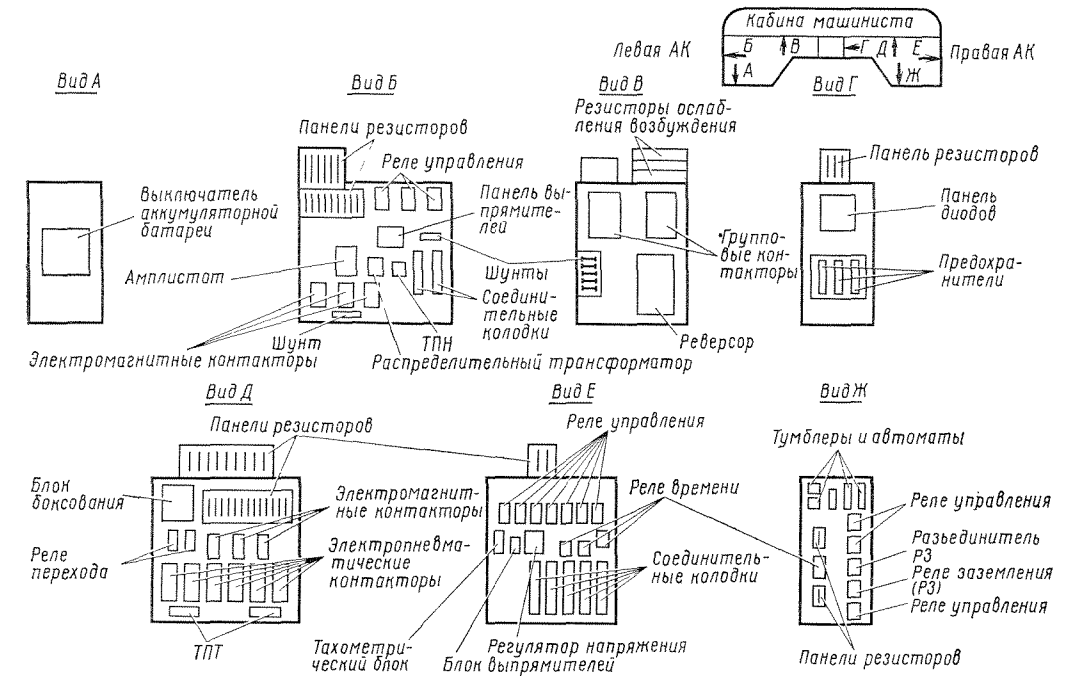 Кабина машиниста
Левая АК
Б
В
Г
Д
Е
Правая АК
А
Ж
Вид А
Вид Б
Вид В
Вид Г
Панели резисторов
Реле управления
Резисторы ослаб-
ления возбуждения
Панель резисторов
Выключатель
аккумуляторной
батареи
Панель вы-
прямите-
лей
Панель
диодов
Амплистат
Шунты
Группо-
вые кон-
такторы
Предохра-
нители
Соедини-
тельные
колодки
Шунт
ТПН
Реверсор
Электромагнитные контакторы
Распределительный трансформатор
Вид Д
Вид Е
Вид Ж
Панели резисторов
Реле управления
Тумблеры и автоматы
Блок
боксования
Электромагнит-
ные контакторы
Реле времени
Реле управления
Реле
перехода
Электропневма-
тические
контакторы
Соединитель-
ные колодки
Разъединитель
РЗ
Реле заземления
(РЗ)
Реле управления
ТПТ
Тахометри-
ческий блок
Регулятор напряжения
Блок выпрямителей
Панели резисторов